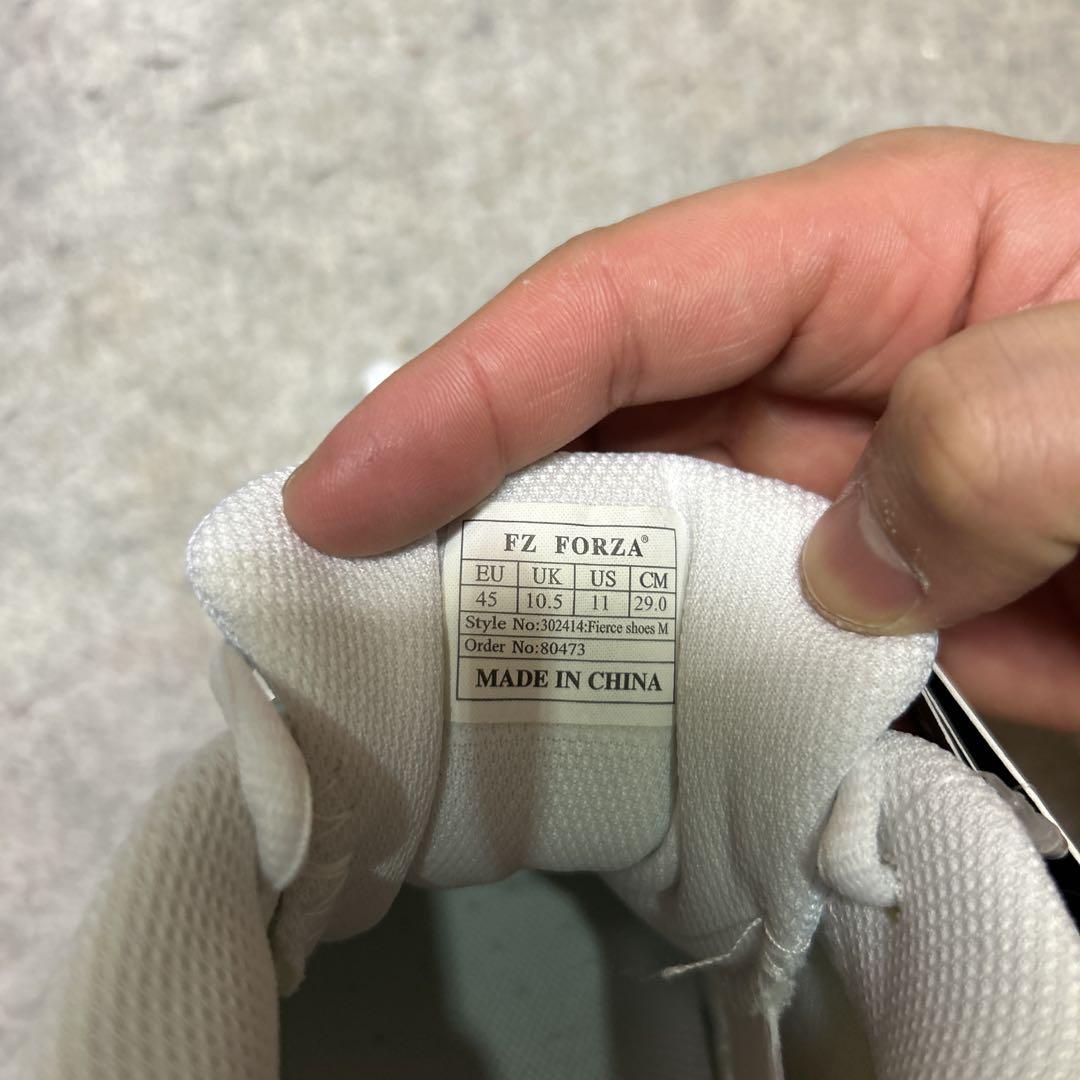 FZ FORZA®
EU UK US CM
45 10.5 11 29.0
Style No:302414:Fierce shoes M
Order No:80473
MADE IN CHINA